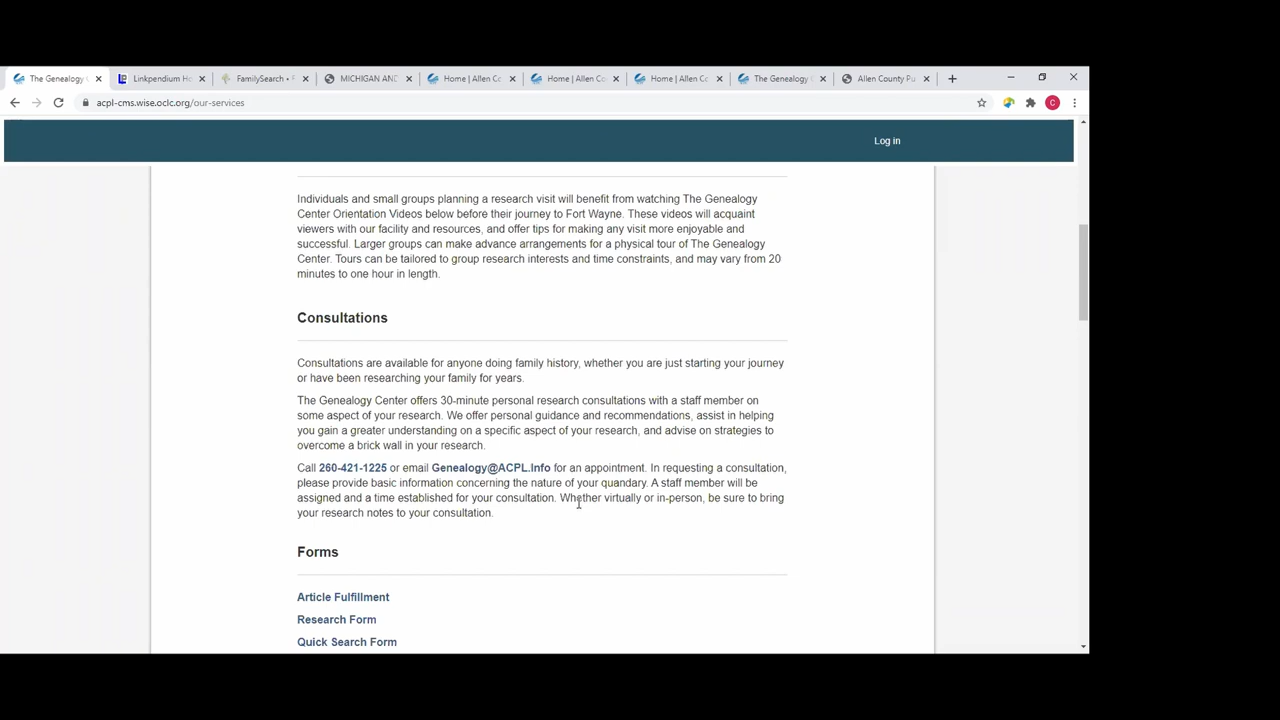 The Genealogy
Linkpendium Ho
FamilySearch • F
MICHIGAN AND
Home | Allen Co
Home | Allen Co
Home | Allen Co
The Genealogy
Allen County Pu
acpl-cms.wise.oclc.org/our-services
C
Log in
Individuals and small groups planning a research visit will benefit from watching The Genealogy
Center Orientation Videos below before their journey to Fort Wayne. These videos will acquaint
viewers with our facility and resources, and offer tips for making any visit more enjoyable and
successful. Larger groups can make advance arrangements for a physical tour of The Genealogy
Center. Tours can be tailored to group research interests and time constraints, and may vary from 20
minutes to one hour in length.
Consultations
Consultations are available for anyone doing family history, whether you are just starting your journey
or have been researching your family for years.
The Genealogy Center offers 30-minute personal research consultations with a staff member on
some aspect of your research. We offer personal guidance and recommendations, assist in helping
you gain a greater understanding on a specific aspect of your research, and advise on strategies to
overcome a brick wall in your research.
Call 260-421-1225 or email Genealogy@ACPL.Info for an appointment. In requesting a consultation,
please provide basic information concerning the nature of your quandary. A staff member will be
assigned and a time established for your consultation. Whether virtually or in-person, be sure to bring
your research notes to your consultation.
Forms
Article Fulfillment
Research Form
Quick Search Form